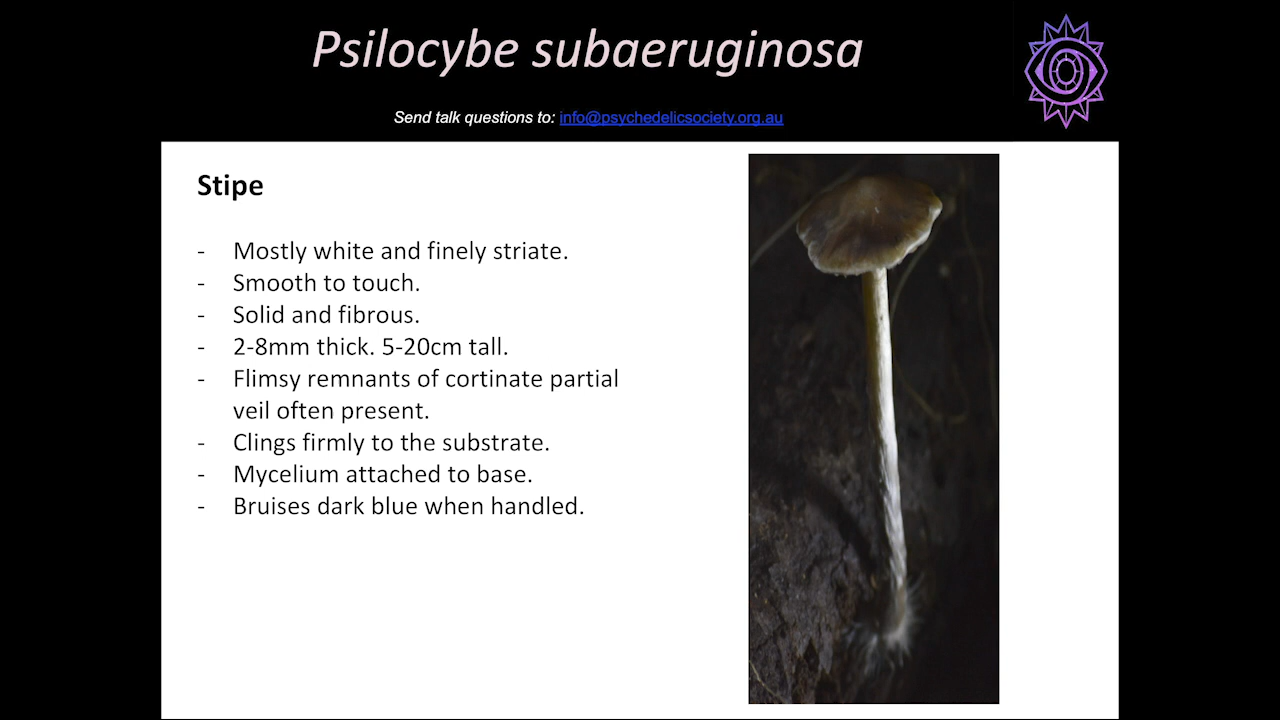 Psilocybe subaeruginosa
Send talk questions to: info@psychedelicsociety.org.au
Stipe
- Mostly white and finely striate.
- Smooth to touch.
- Solid and fibrous.
- 2-8mm thick. 5-20cm tall.
- Flimsy remnants of cortinate partial
veil often present.
- Clings firmly to the substrate.
- Mycelium attached to base.
- Bruises dark blue when handled.